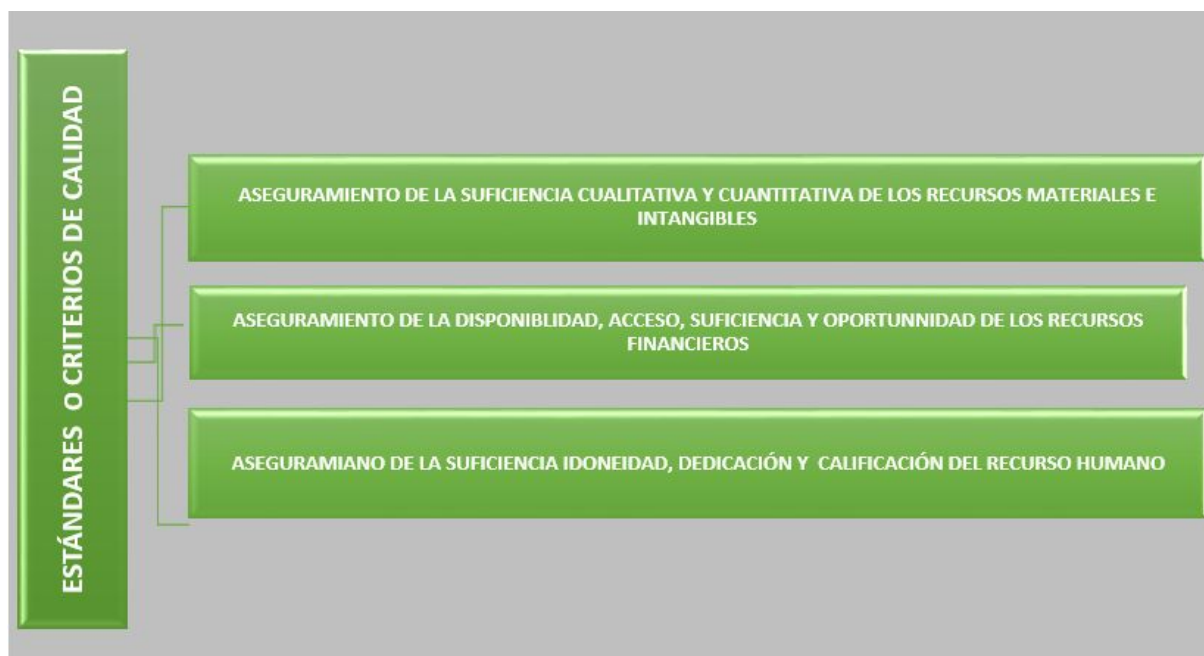 ESTÁNDARES O CRITERIOS DE CALIDAD
ASEGURAMIENTO DE LA SUFICIENCIA CUALITATIVA Y CUANTITATIVA DE LOS RECURSOS MATERIALES E
INTANGIBLES
ASEGURAMIENTO DE LA DISPONIBLIDAD, ACCESO, SUFICIENCIA Y OPORTUNNIDAD DE LOS RECURSOS
FINANCIEROS
ASEGURAMIANO DE LA SUFICIENCIA IDONEIDAD, DEDICACIÓN Y CALIFICACIÓN DEL RECURSO HUMANO